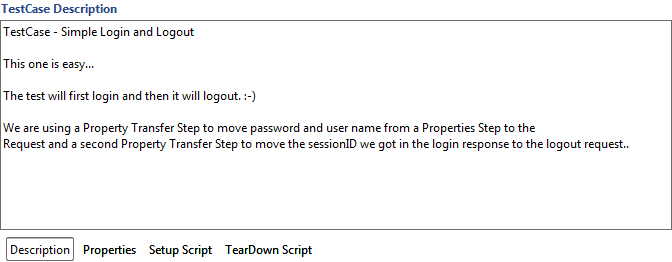 TestCase Description
TestCase - Simple Login and Logout
This one is easy...
The test will first login and then it will logout. :-)
We are using a Property Transfer Step to move password and user name from a Properties Step to the
Request and a second Property Transfer Step to move the sessionID we got in the login response to the logout request..
Description Properties Setup Script TearDown Script